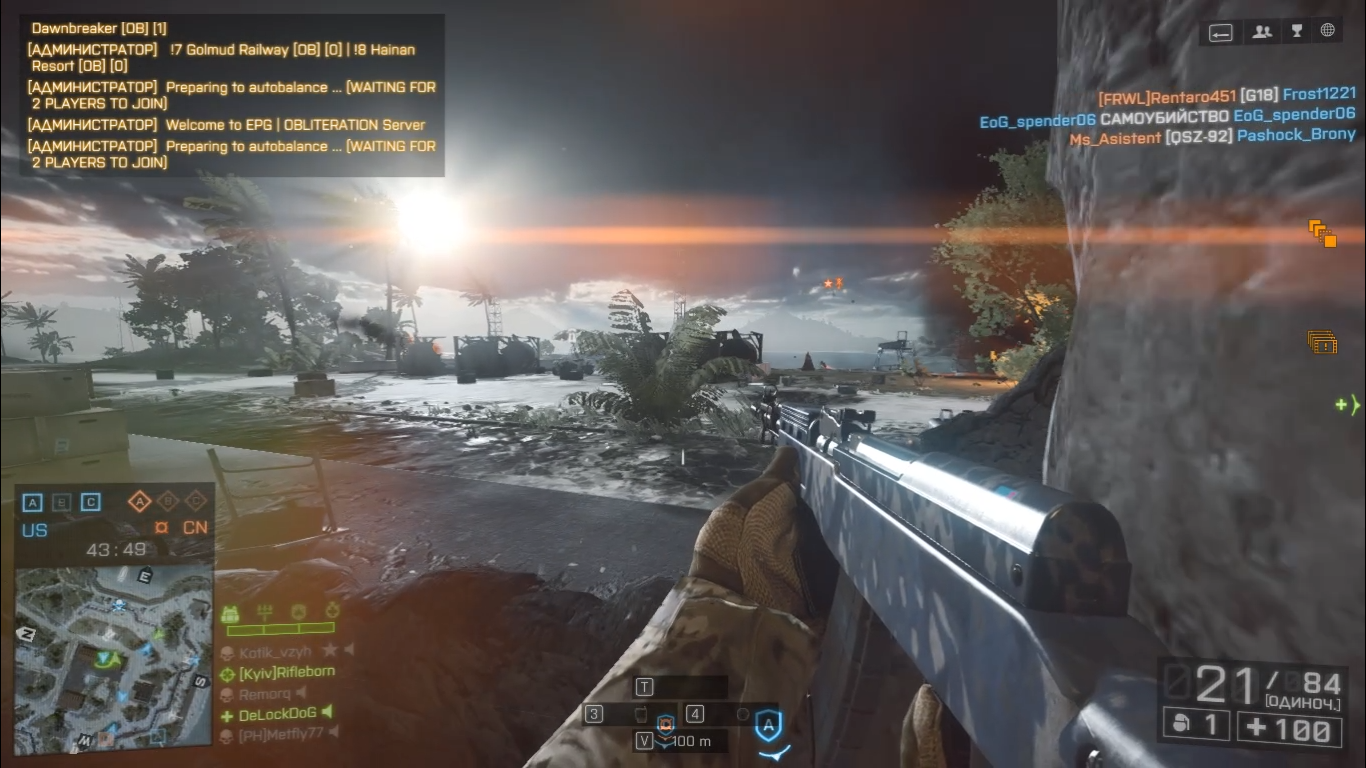 Dawnbreaker [OB] [1]
[АДМИНИСТРАТОР] !7 Golmud Railway [OB] [0] | !8 Hainan
Resort [OB] [0]
[АДМИНИСТРАТОР] Preparing to autobalance ... (WAITING FOR
2 PLAYERS TO JOIN)
[АДМИНИСТРАТОР] Welcome to EPG | OBLITERATION Server
[АДМИНИСТРАТОР] Preparing to autobalance ... (WAITING FOR
2 PLAYERS TO JOIN)
[FRWL]Rentaro451 [G18] Frost1221
EoG_spender06 САМОУБИЙСТВО EoG_spender06
Ms_Asistent [QSZ-92] Pashock_Brony
A B C A B C
US CN
43:49
E
N
S
Kotik_vzyh
[Kyiv]Rifleborn
Remorq
DeLockDoG
[PH]Metfly77
T
3 4
V 100 m
A
21/84
[ОДИНОЧ.]
1 +100